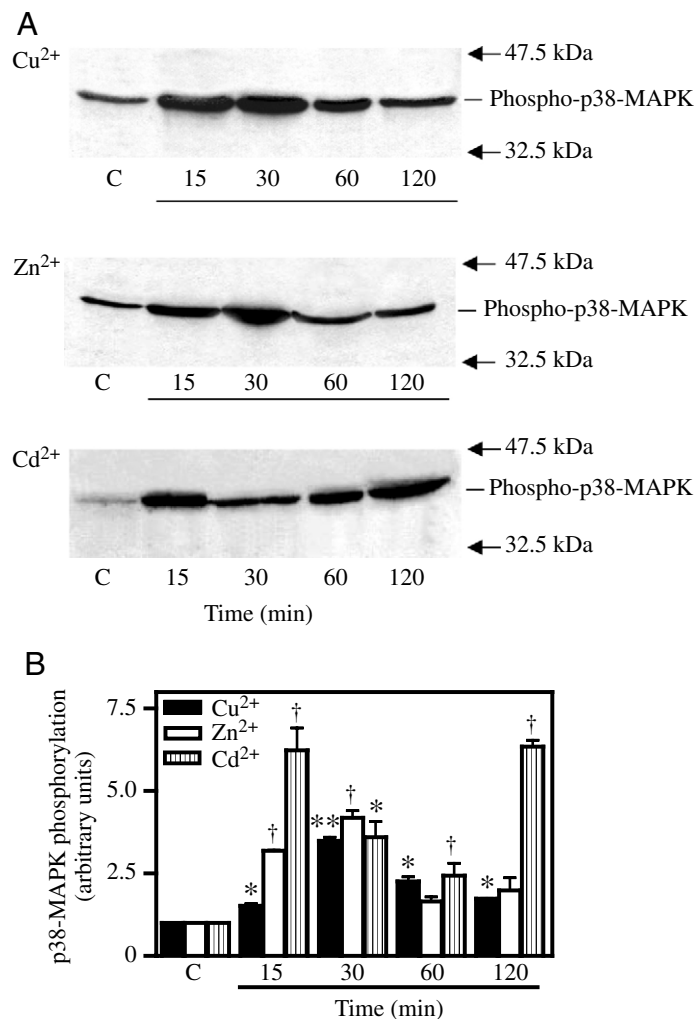 A
Cu2+
47.5 kDa
Phospho-p38-MAPK
32.5 kDa
C 15 30 60 120
Zn2+
47.5 kDa
Phospho-p38-MAPK
32.5 kDa
C 15 30 60 120
Cd2+
47.5 kDa
Phospho-p38-MAPK
32.5 kDa
C 15 30 60 120
Time (min)
B
p38-MAPK phosphorylation
(arbitrary units)
7.5
5.0
2.5
0
Cu2+
Zn2+
Cd2+
* † †
** † *
* †
* †
C 15 30 60 120
Time (min)